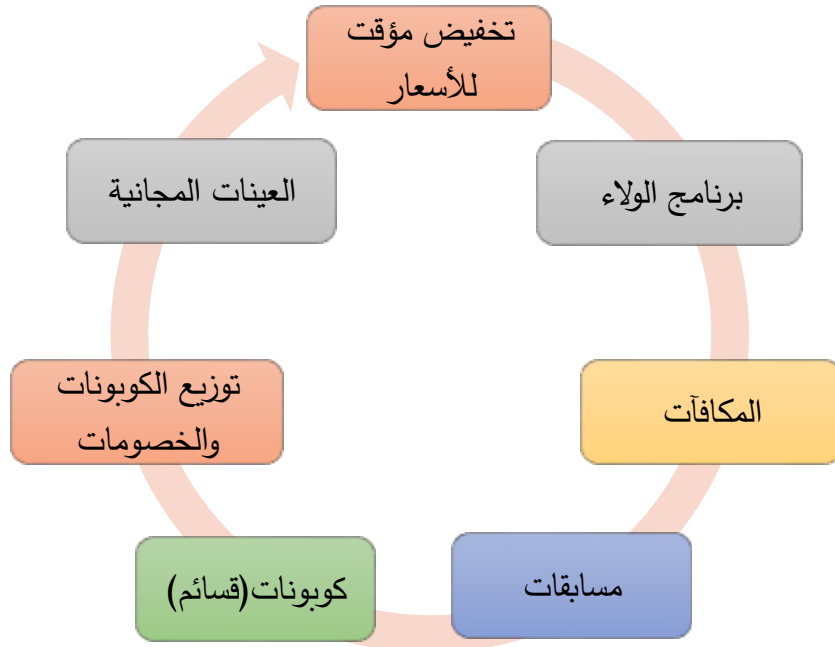 تخفيض مؤقت
للأسعار
برنامج الولاء
المكافآت
مسابقات
كوبونات(قسائم)
توزيع الكوبونات
والخصومات
العينات المجانية